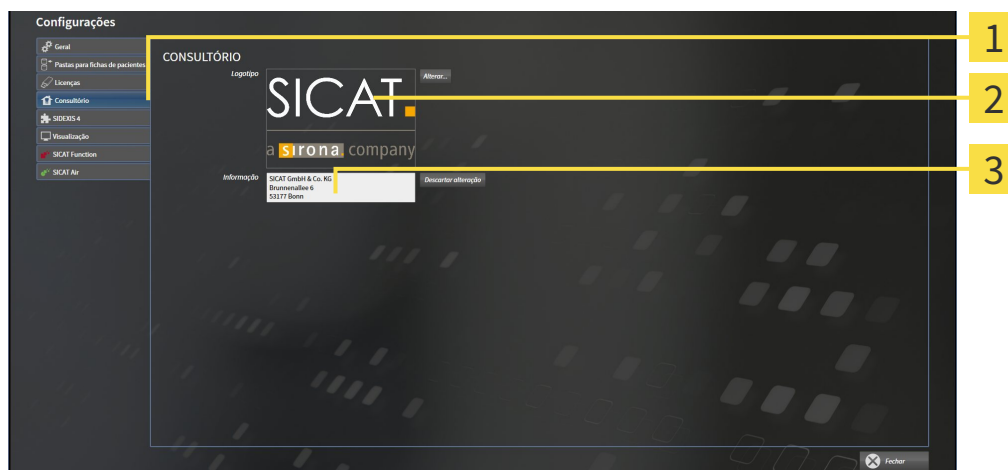 Configurações
Geral
Pastas para fichas de pacientes
Licenças
Consultório
SIDEXIS 4
Visualização
SICAT Function
SICAT Air
CONSULTÓRIO
Logotipo
SICAT.
a sirona. company
Alterar...
Informação
SICAT GmbH & Co. KG
Brunnenallee 6
53177 Bonn
Descartar alteração
Fechar
1
2
3